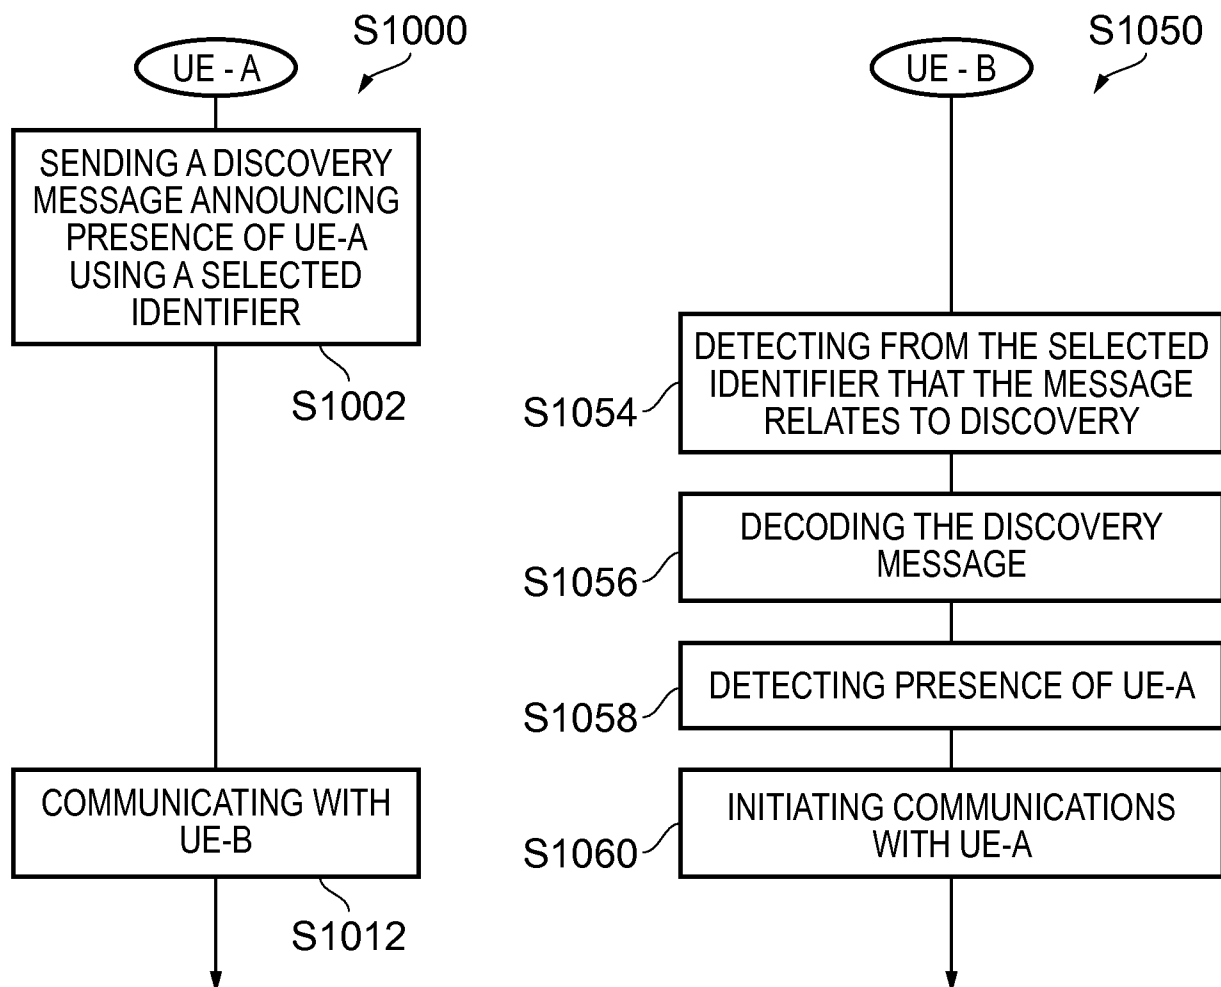 S1000
UE - A
SENDING A DISCOVERY
MESSAGE ANNOUNCING
PRESENCE OF UE-A
USING A SELECTED
IDENTIFIER
S1002
COMMUNICATING WITH
UE-B
S1012
S1050
UE - B
DETECTING FROM THE SELECTED
IDENTIFIER THAT THE MESSAGE
RELATES TO DISCOVERY
S1054
DECODING THE DISCOVERY
MESSAGE
S1056
DETECTING PRESENCE OF UE-A
S1058
INITIATING COMMUNICATIONS
WITH UE-A
S1060